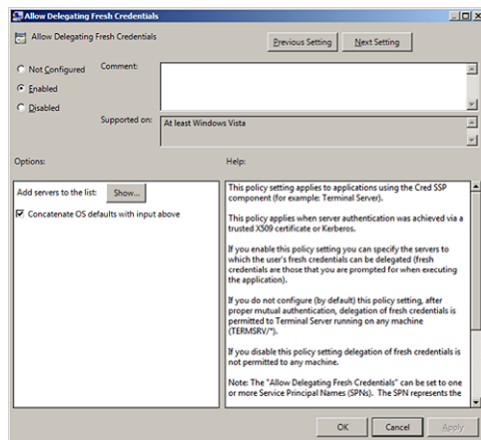 Allow Delegating Fresh Credentials
Allow Delegating Fresh Credentials
Previous Setting
Next Setting
Not Configured
Comment:
Enabled
Disabled
Supported on:
At least Windows Vista
Options:
Help:
Add servers to the list:
Show...
Concatenate OS defaults with input above
This policy setting applies to applications using the Cred SSP
component (for example: Terminal Server).
This policy applies when server authentication was achieved via a
trusted X509 certificate or Kerberos.
If you enable this policy setting you can specify the servers to
which the user's fresh credentials can be delegated (fresh
credentials are those that you are prompted for when executing
the application).
If you do not configure (by default) this policy setting, after
proper mutual authentication, delegation of fresh credentials is
permitted to Terminal Server running on any machine
(TERMSRV/*).
If you disable this policy setting delegation of fresh credentials is
not permitted to any machine.
Note: The "Allow Delegating Fresh Credentials" can be set to one
or more Service Principal Names (SPNs). The SPN represents the
OK
Cancel
Apply